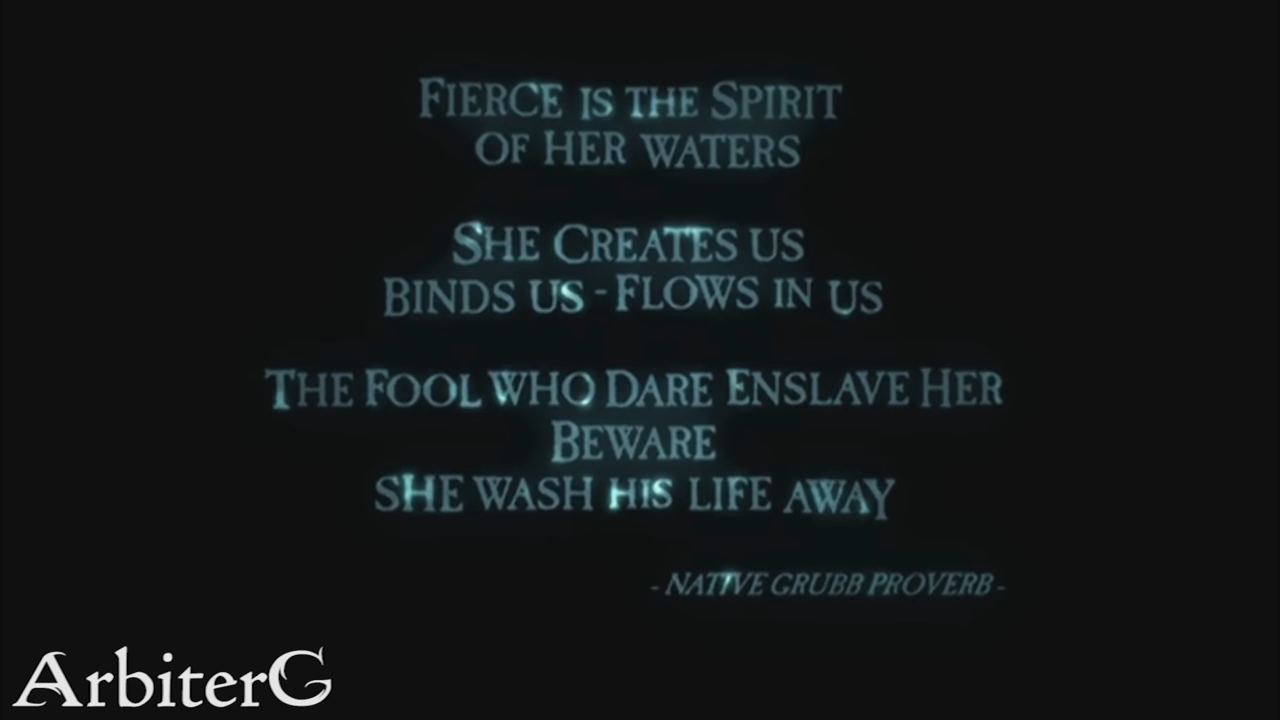 Fierce is the Spirit
of Her waters
She Creates us
Binds us - Flows in us
The Fool who Dare Enslave Her
Beware
She wash his life away
- Native Grubb Proverb -
ArbiterG